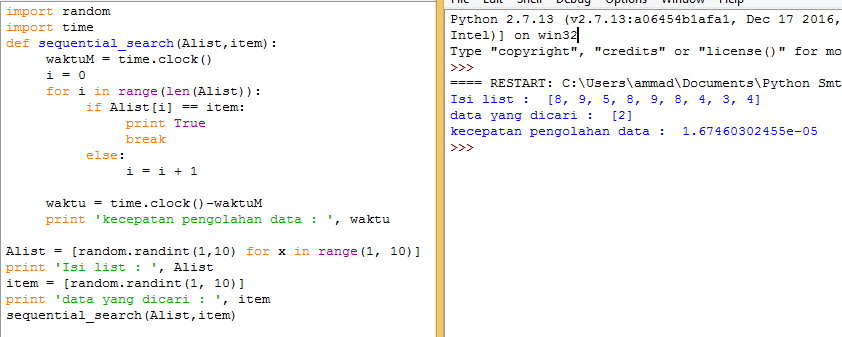 import random
import time
def sequential_search(Alist,item):
    waktuM = time.clock()
    i = 0
    for i in range(len(Alist)):
        if Alist[i] == item:
            print True
            break
        else:
            i = i + 1
    waktu = time.clock()-waktuM
    print 'kecepatan pengolahan data : ', waktu
Alist = [random.randint(1,10) for x in range(1, 10)]
print 'Isi list : ', Alist
item = [random.randint(1, 10)]
print 'data yang dicari : ', item
sequential_search(Alist,item)
Python 2.7.13 (v2.7.13:a06454b1afa1, Dec 17 2016,
Intel)] on win32
Type "copyright", "credits" or "license()" for mo
>>>
==== RESTART: C:\Users\ammad\Documents\Python Smt
Isi list :  [8, 9, 5, 8, 9, 8, 4, 3, 4]
data yang dicari :  [2]
kecepatan pengolahan data :  1.67460302455e-05
>>>